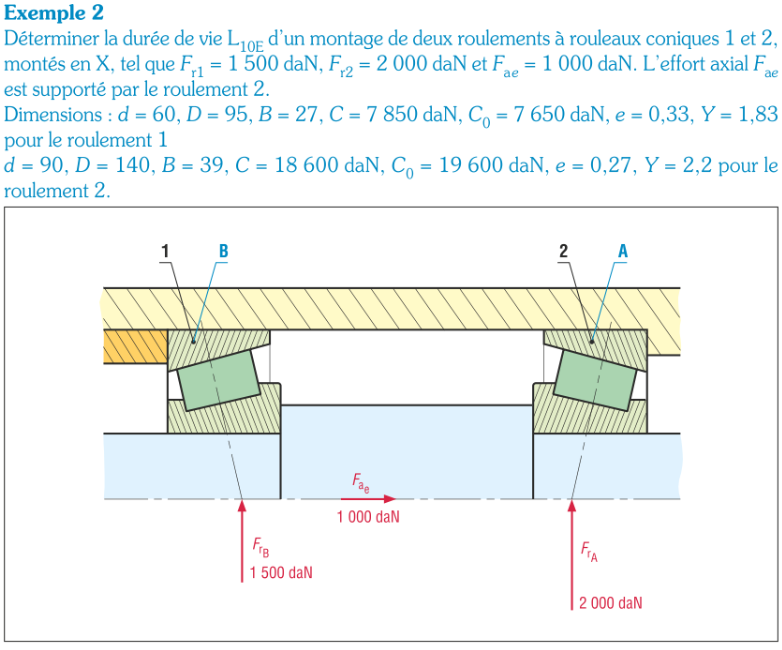 Exemple 2
Déterminer la durée de vie L10E d'un montage de deux roulements à rouleaux coniques 1 et 2,
montés en X, tel que Fr1 = 1 500 daN, Fr2 = 2 000 daN et Fae = 1 000 daN. L'effort axial Fae
est supporté par le roulement 2.
Dimensions : d = 60, D = 95, B = 27, C = 7 850 daN, C0 = 7 650 daN, e = 0,33, Y = 1,83
pour le roulement 1
d = 90, D = 140, B = 39, C = 18 600 daN, C0 = 19 600 daN, e = 0,27, Y = 2,2 pour le
roulement 2.
1 B 2 A
Fae
1 000 daN
FrB
1 500 daN
FrA
2 000 daN